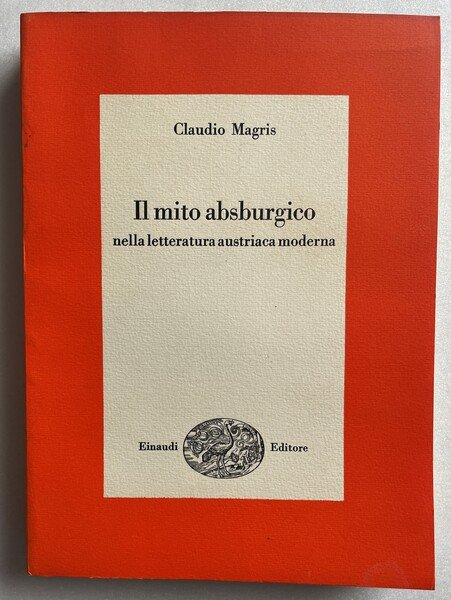 Claudio Magris
Il mito absburgico
nella letteratura austriaca moderna
Einaudi Editore